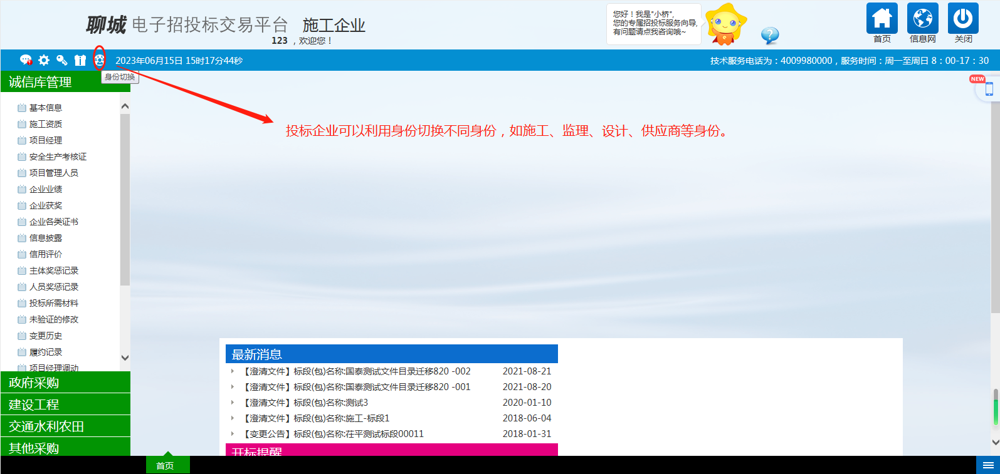 聊城 电子招投标交易平台 施工企业
123 ，欢迎您！
您好！我是"小桥",
您的专属招投标服务向导,
有问题请点我咨询哦~
首页
信息网
关闭
2023年06月15日 15时17分44秒
技术服务电话为：4009980000，服务时间：周一至周日 8：00-17：30
身份切换
NEW
诚信库管理
基本信息
施工资质
项目经理
安全生产考核证
项目管理人员
企业业绩
企业获奖
企业各类证书
信息披露
信用评价
主体奖惩记录
人员奖惩记录
投标所需材料
未验证的修改
变更历史
履约记录
项目经理调动
政府采购
建设工程
交通水利农田
其他采购
投标企业可以利用身份切换不同身份，如施工、监理、设计、供应商等身份。
最新消息
【澄清文件】标段(包)名称:国泰测试文件目录迁移820 -002 2021-08-21
【澄清文件】标段(包)名称:国泰测试文件目录迁移820 -001 2021-08-20
【澄清文件】标段(包)名称:测试3 2020-01-10
【澄清文件】标段(包)名称:施工-标段1 2018-06-04
【变更公告】标段(包)名称:茌平测试标段00011 2018-01-31
开标提醒
首页